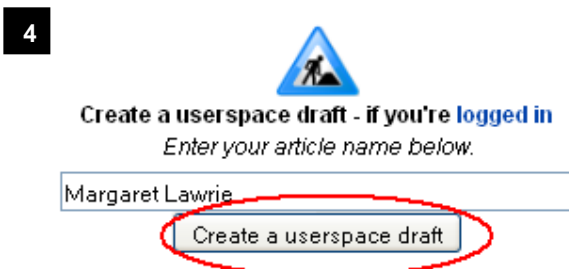 4
Create a userspace draft - if you're logged in
Enter your article name below.
Margaret Lawrie
Create a userspace draft